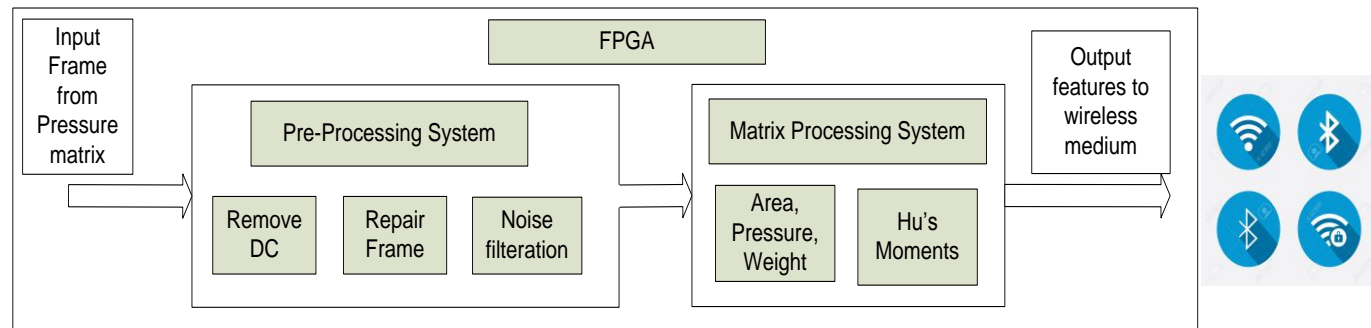 Input
Frame
from
Pressure
matrix
FPGA
Pre-Processing System
Remove
DC
Repair
Frame
Noise
filteration
Matrix Processing System
Area,
Pressure,
Weight
Hu's
Moments
Output
features to
wireless
medium